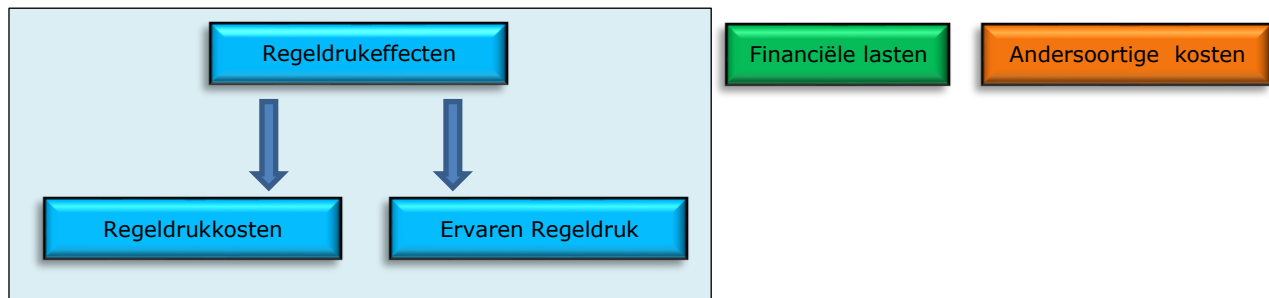 Regeldrukeffecten
Financiële lasten
Andersoortige kosten
Regeldrukkosten
Ervaren Regeldruk